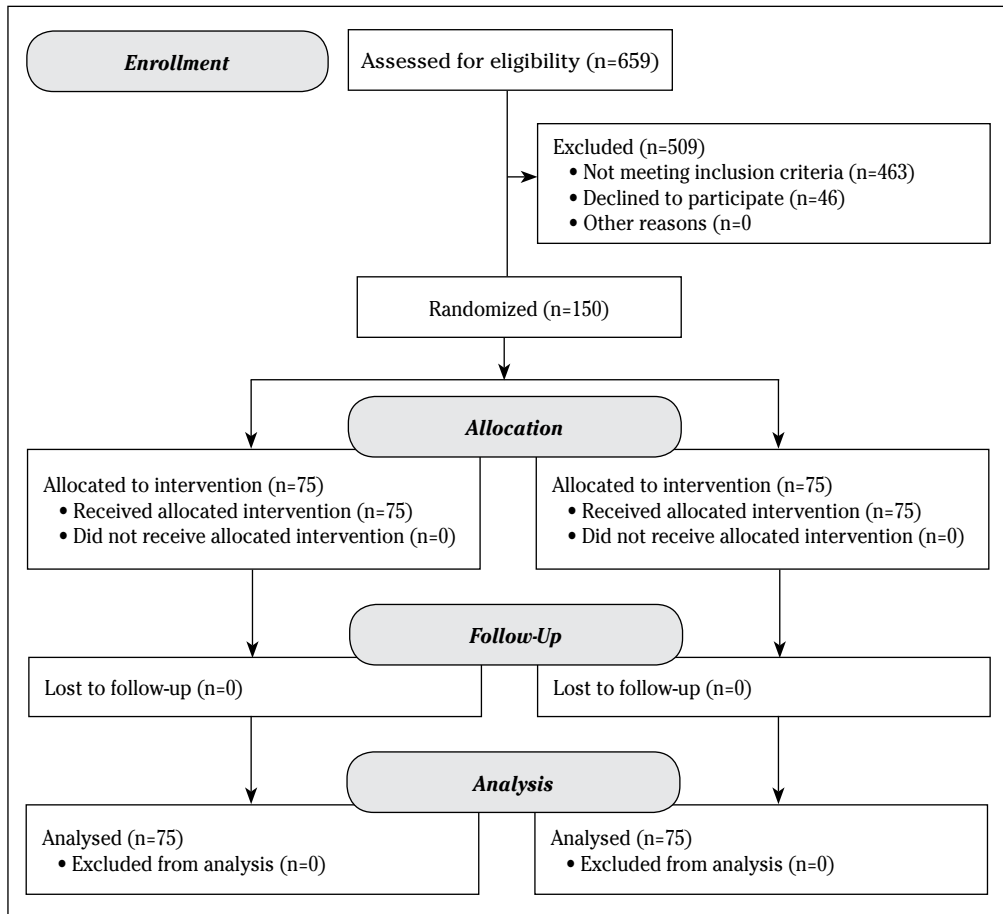 Enrollment
Assessed for eligibility (n=659)
Excluded (n=509)
• Not meeting inclusion criteria (n=463)
• Declined to participate (n=46)
• Other reasons (n=0
Randomized (n=150)
Allocation
Allocated to intervention (n=75)
• Received allocated intervention (n=75)
• Did not receive allocated intervention (n=0)
Allocated to intervention (n=75)
• Received allocated intervention (n=75)
• Did not receive allocated intervention (n=0)
Follow-Up
Lost to follow-up (n=0)
Lost to follow-up (n=0)
Analysis
Analysed (n=75)
• Excluded from analysis (n=0)
Analysed (n=75)
• Excluded from analysis (n=0)